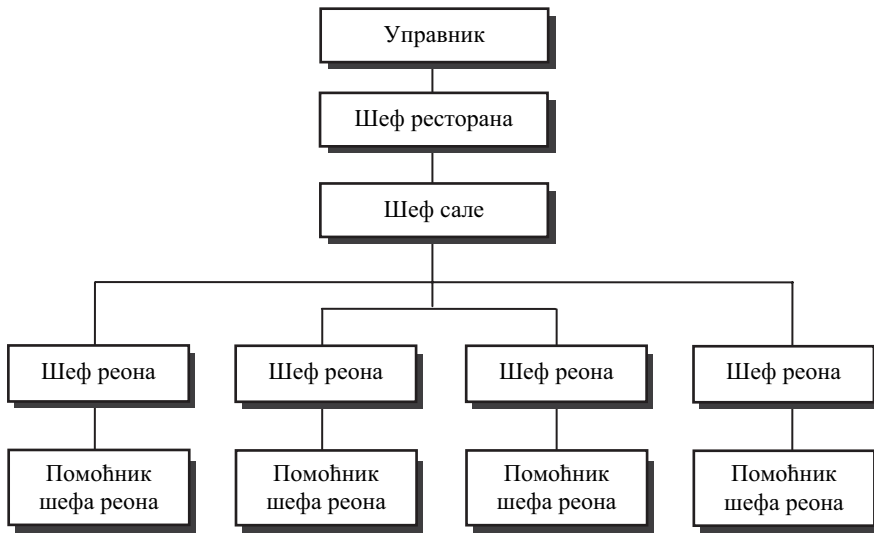 Управник
Шеф ресторана
Шеф сале
Шеф реона
Шеф реона
Шеф реона
Шеф реона
Помоћник
шефа реона
Помоћник
шефа реона
Помоћник
шефа реона
Помоћник
шефа реона